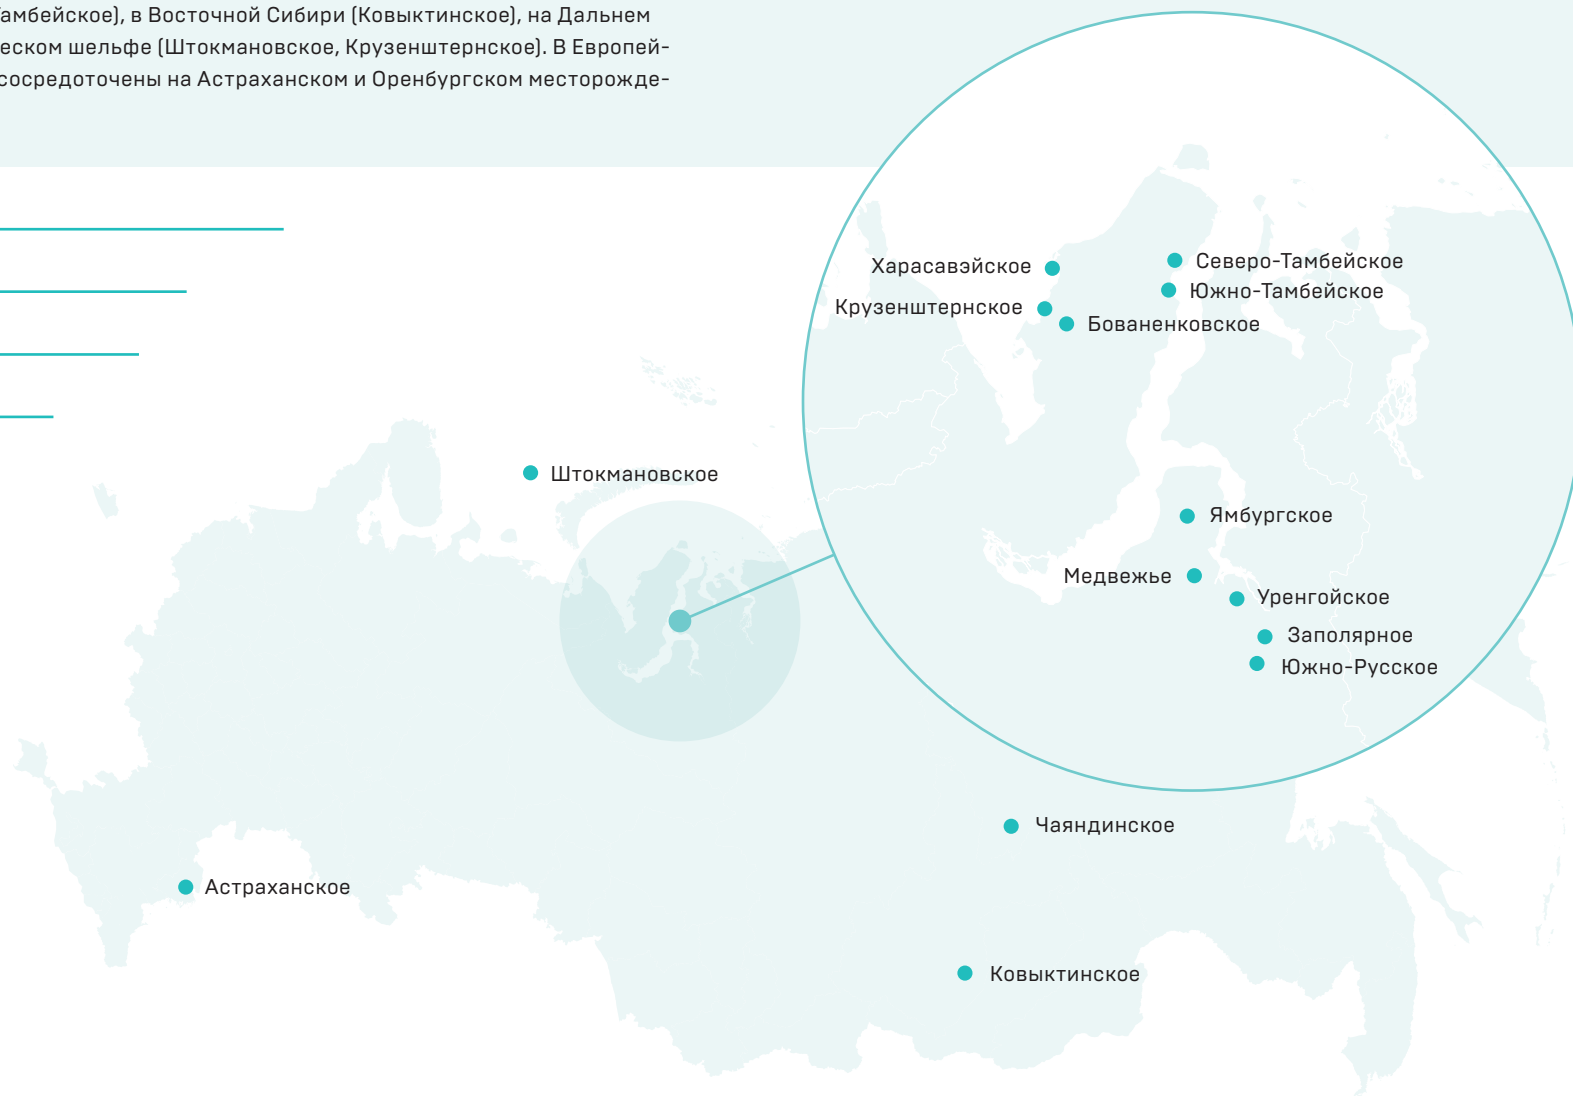 Тамбейское), в Восточной Сибири (Ковыктинское), на Дальнем
еском шельфе (Штокмановское, Крузенштернское). В Европей-
сосредоточены на Астраханском и Оренбургском месторожде-
Харасавэйское
Северо-Тамбейское
Южно-Тамбейское
Крузенштернское
Бованенковское
Штокмановское
Ямбургское
Медвежье
Уренгойское
Заполярное
Южно-Русское
Чаяндинское
Астраханское
Ковыктинское